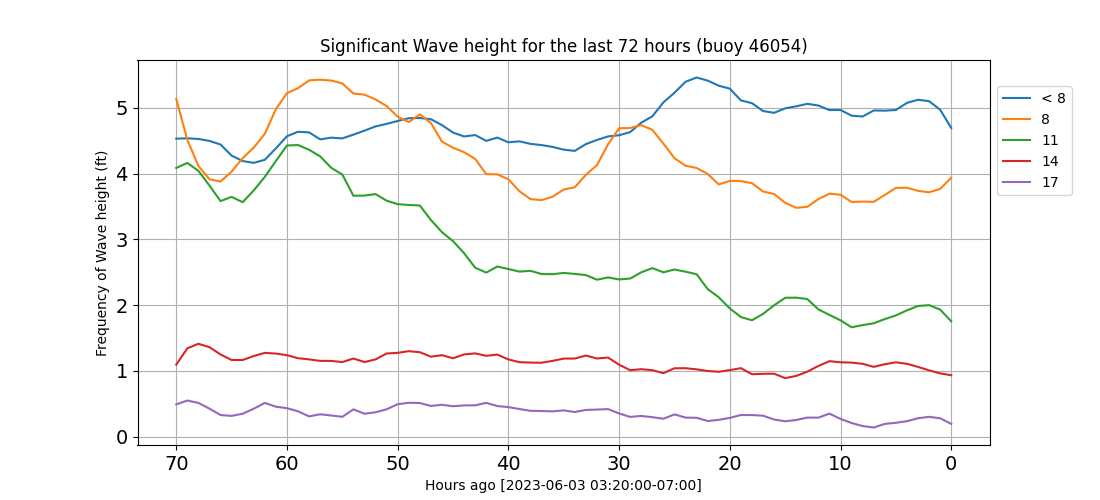 Significant Wave height for the last 72 hours (buoy 46054)
Frequency of Wave height (ft)
5
4
3
2
1
0
70 60 50 40 30 20 10 0
Hours ago [2023-06-03 03:20:00-07:00]
< 8
8
11
14
17